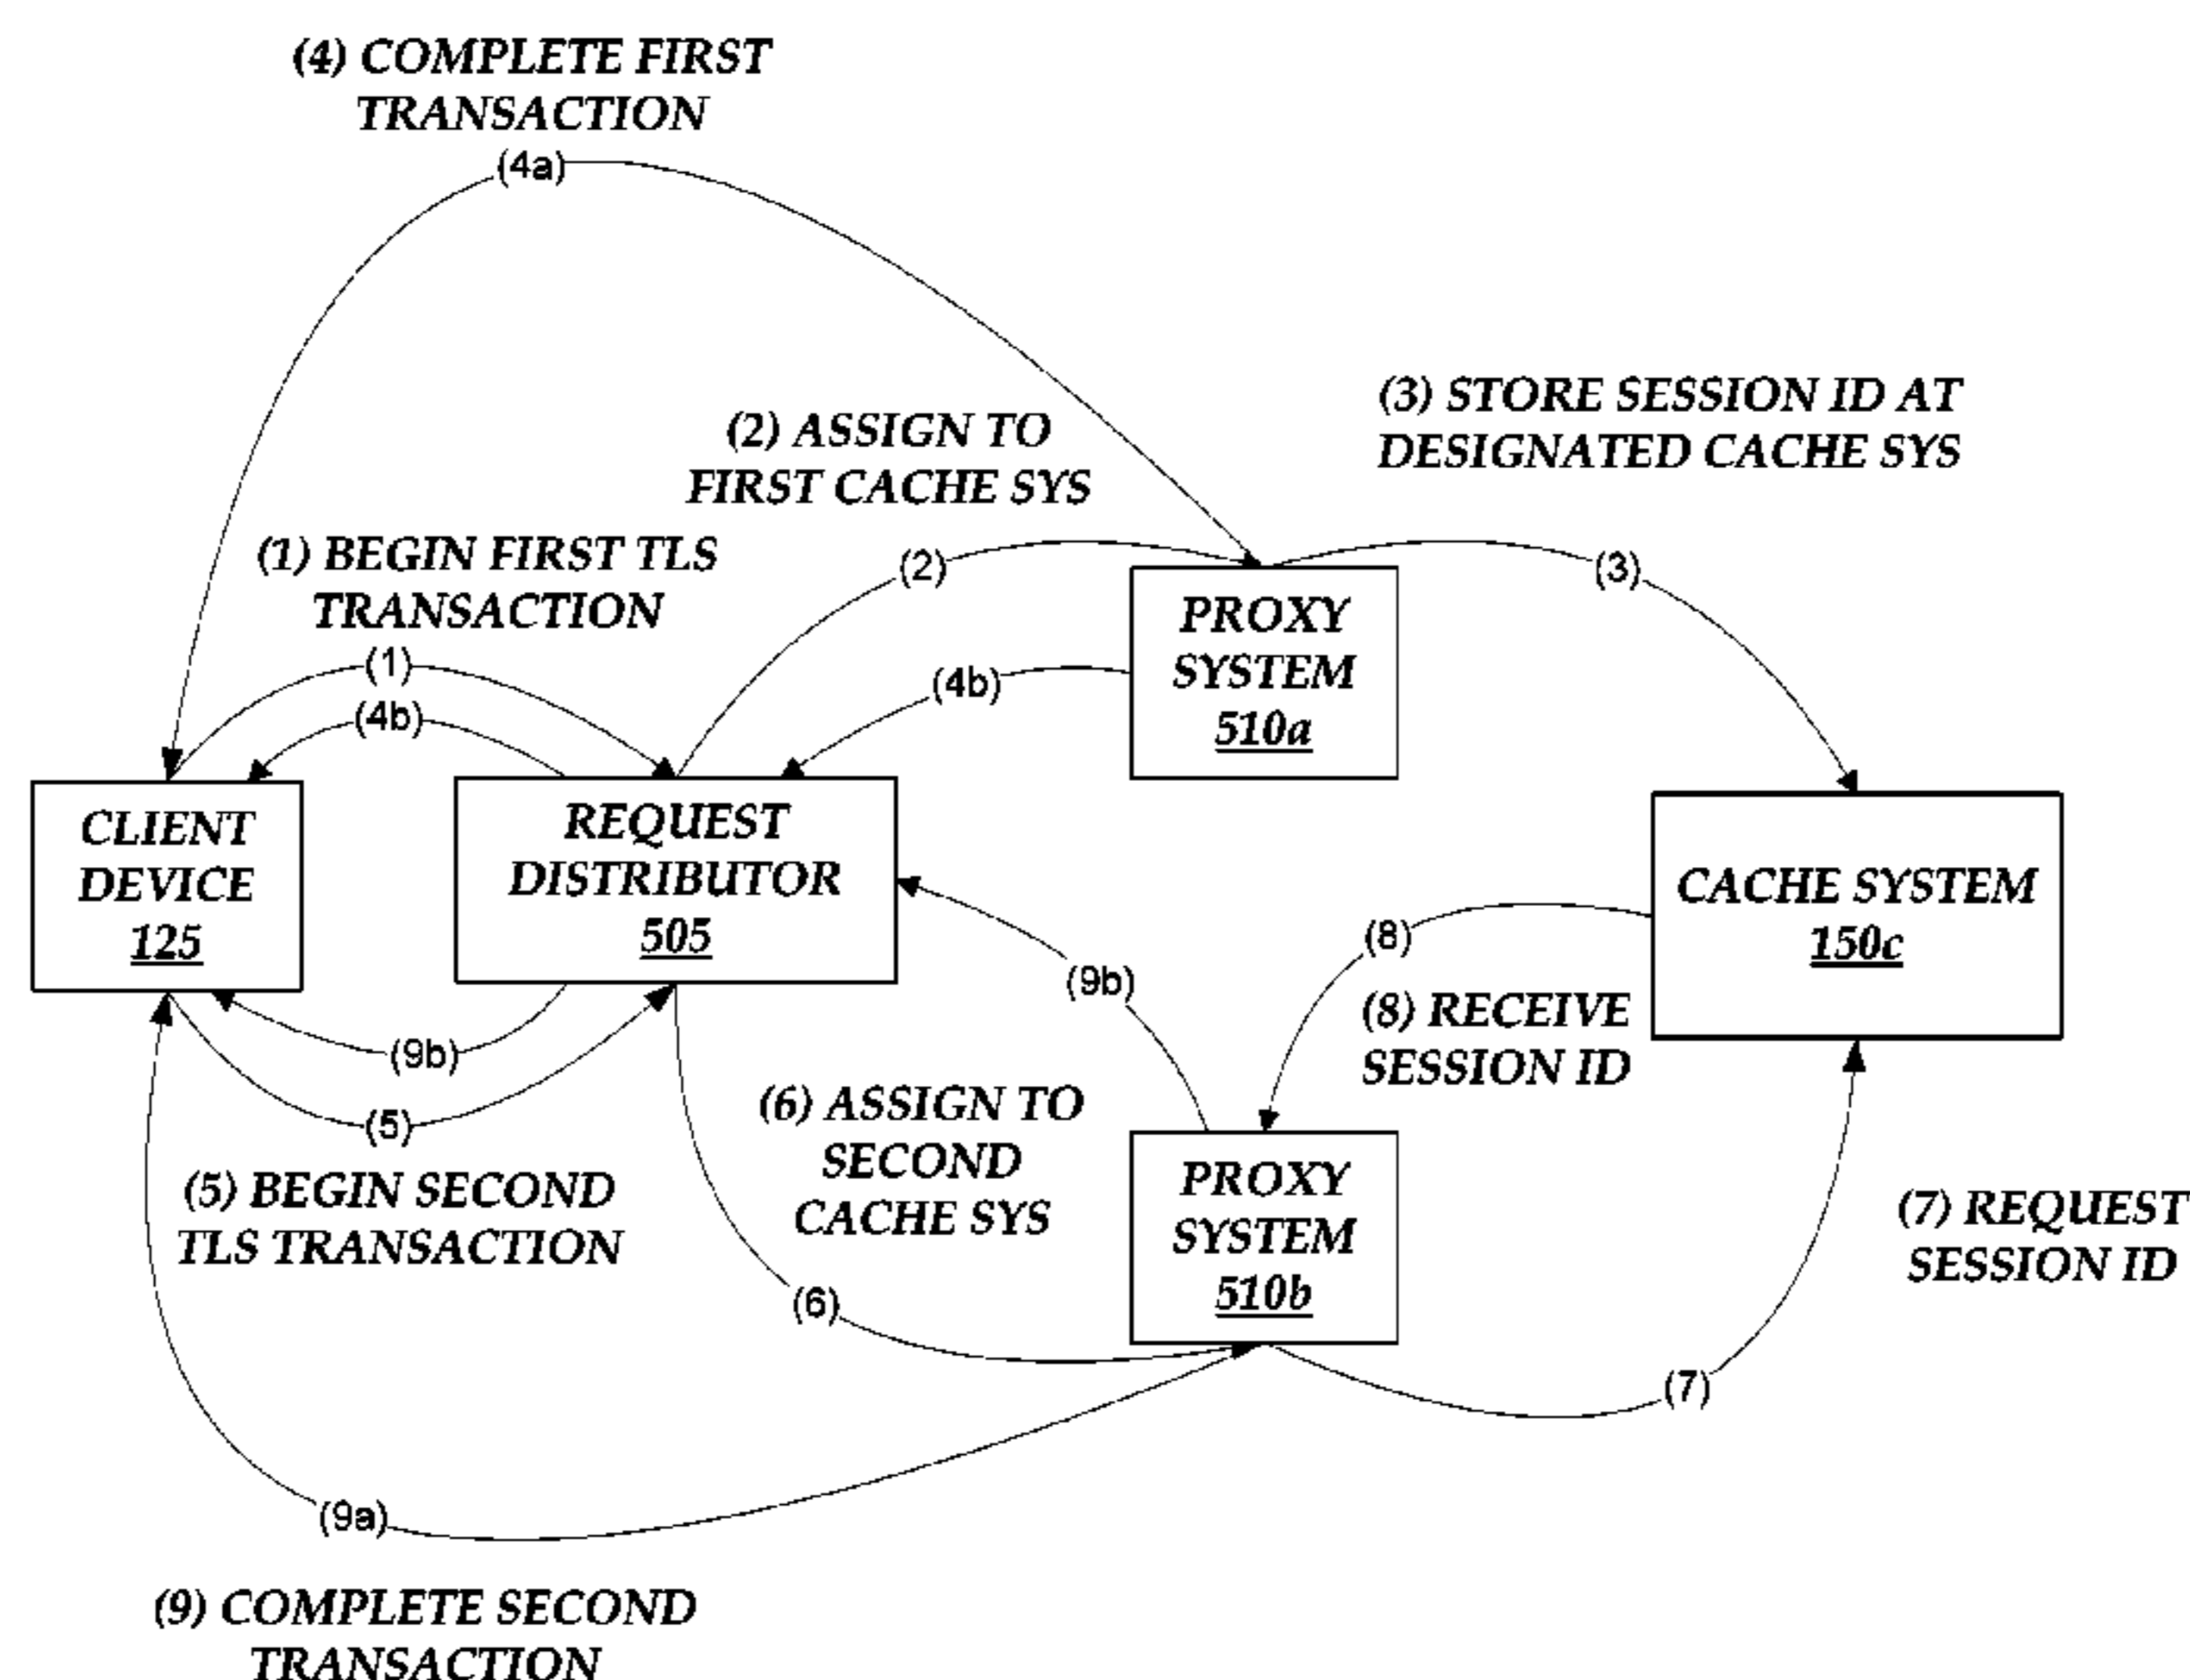 (4) COMPLETE FIRST
TRANSACTION
(4a)
(3) STORE SESSION ID AT
DESIGNATED CACHE SYS
(2) ASSIGN TO
FIRST CACHE SYS
(1) BEGIN FIRST TLS
TRANSACTION
(2)
(3)
(1)
(4b)
(4b)
PROXY
SYSTEM
510a
CLIENT
DEVICE
125
REQUEST
DISTRIBUTOR
505
CACHE SYSTEM
150c
(8)
(9b)
(8) RECEIVE
SESSION ID
(9b)
(5)
(6) ASSIGN TO
SECOND
CACHE SYS
(5) BEGIN SECOND
TLS TRANSACTION
PROXY
SYSTEM
510b
(7) REQUEST
SESSION ID
(6)
(7)
(9a)
(9) COMPLETE SECOND
TRANSACTION